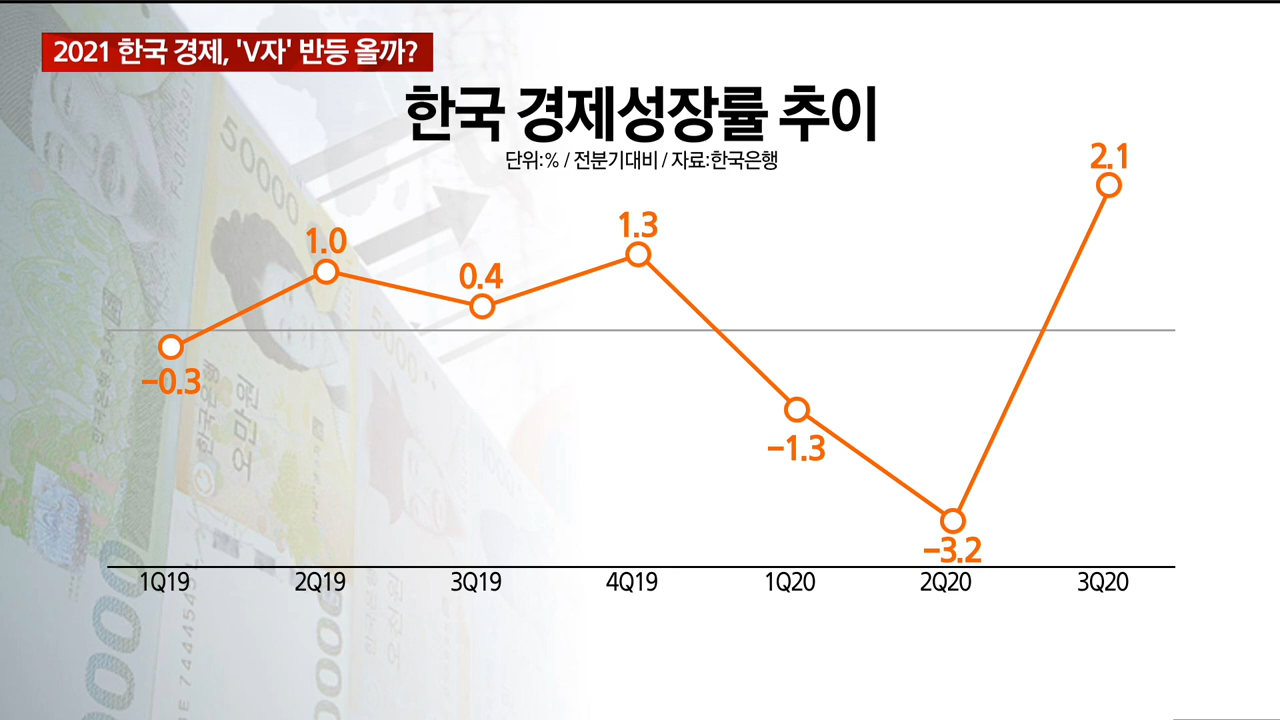 2021 한국 경제, 'V자' 반등 올까?
한국 경제성장률 추이
단위:% / 전분기대비 / 자료:한국은행
2.1
1.0
1.3
0.4
-0.3
-1.3
-3.2
1Q19 2Q19 3Q19 4Q19 1Q20 2Q20 3Q20
50000
5000